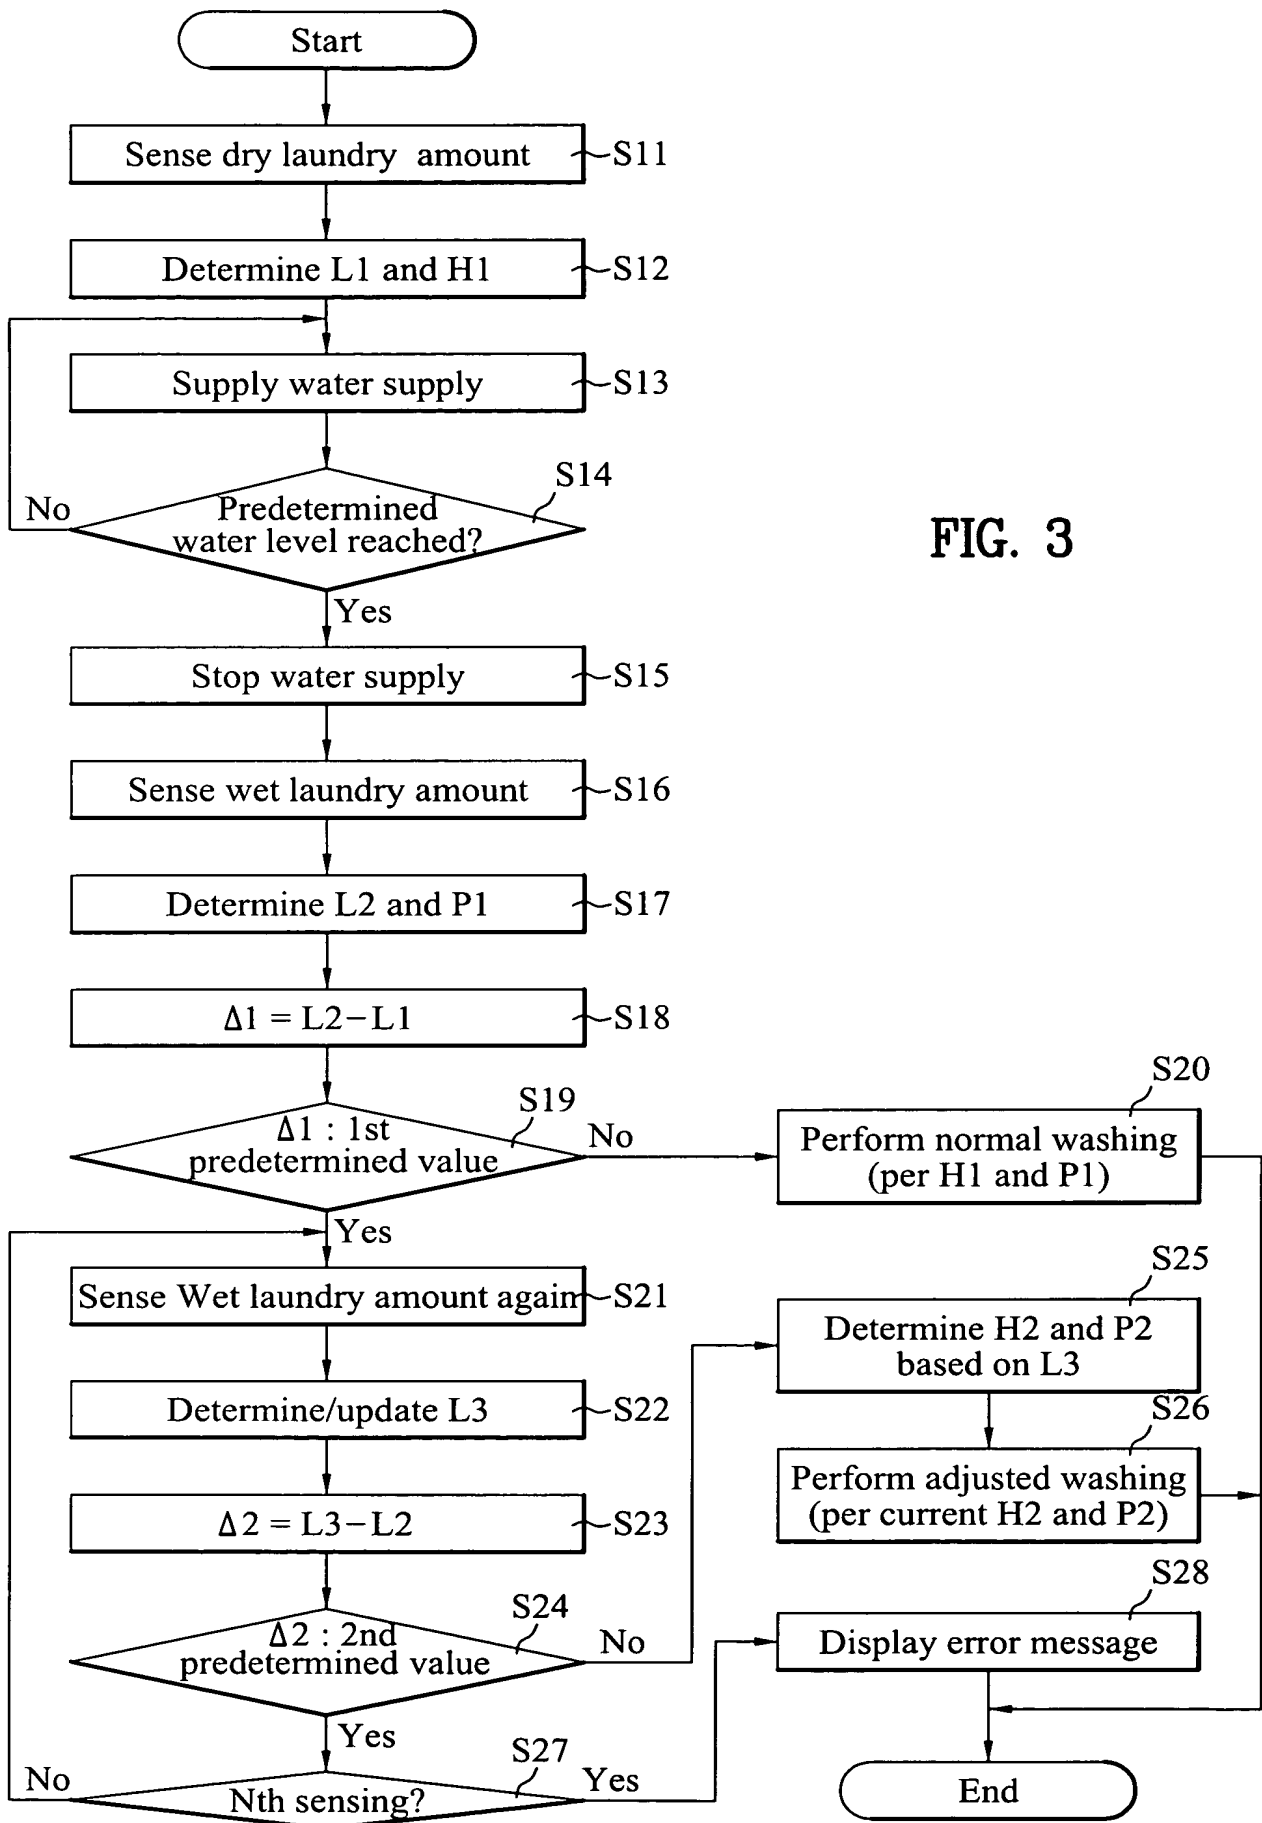 Start
Sense dry laundry amount
S11
Determine L1 and H1
S12
Supply water supply
S13
S14
No
Predetermined
water level reached?
FIG. 3
Yes
Stop water supply
S15
Sense wet laundry amount
S16
Determine L2 and P1
S17
Δ1 = L2−L1
S18
S19
Δ1 : 1st
predetermined value
No
S20
Perform normal washing
(per H1 and P1)
Yes
Sense Wet laundry amount again
S21
S25
Determine H2 and P2
based on L3
Determine/update L3
S22
S26
Perform adjusted washing
(per current H2 and P2)
Δ2 = L3−L2
S23
S24
Δ2 : 2nd
predetermined value
No
S28
Display error message
Yes
S27
No
Nth sensing?
Yes
End